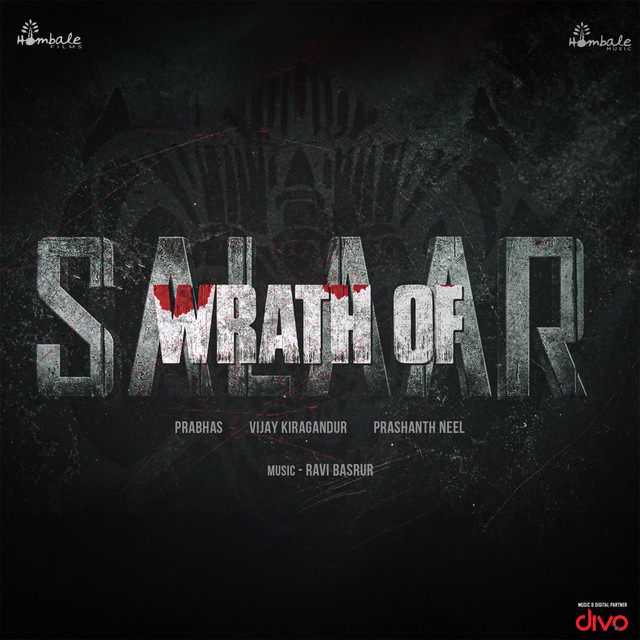 Hombale
FILMS
Hombale
MUSIC
SALAAR
WRATH OF
PRABHAS VIJAY KIRAGANDUR PRASHANTH NEEL
MUSIC - RAVI BASRUR
MUSIC & DIGITAL PARTNER
divo